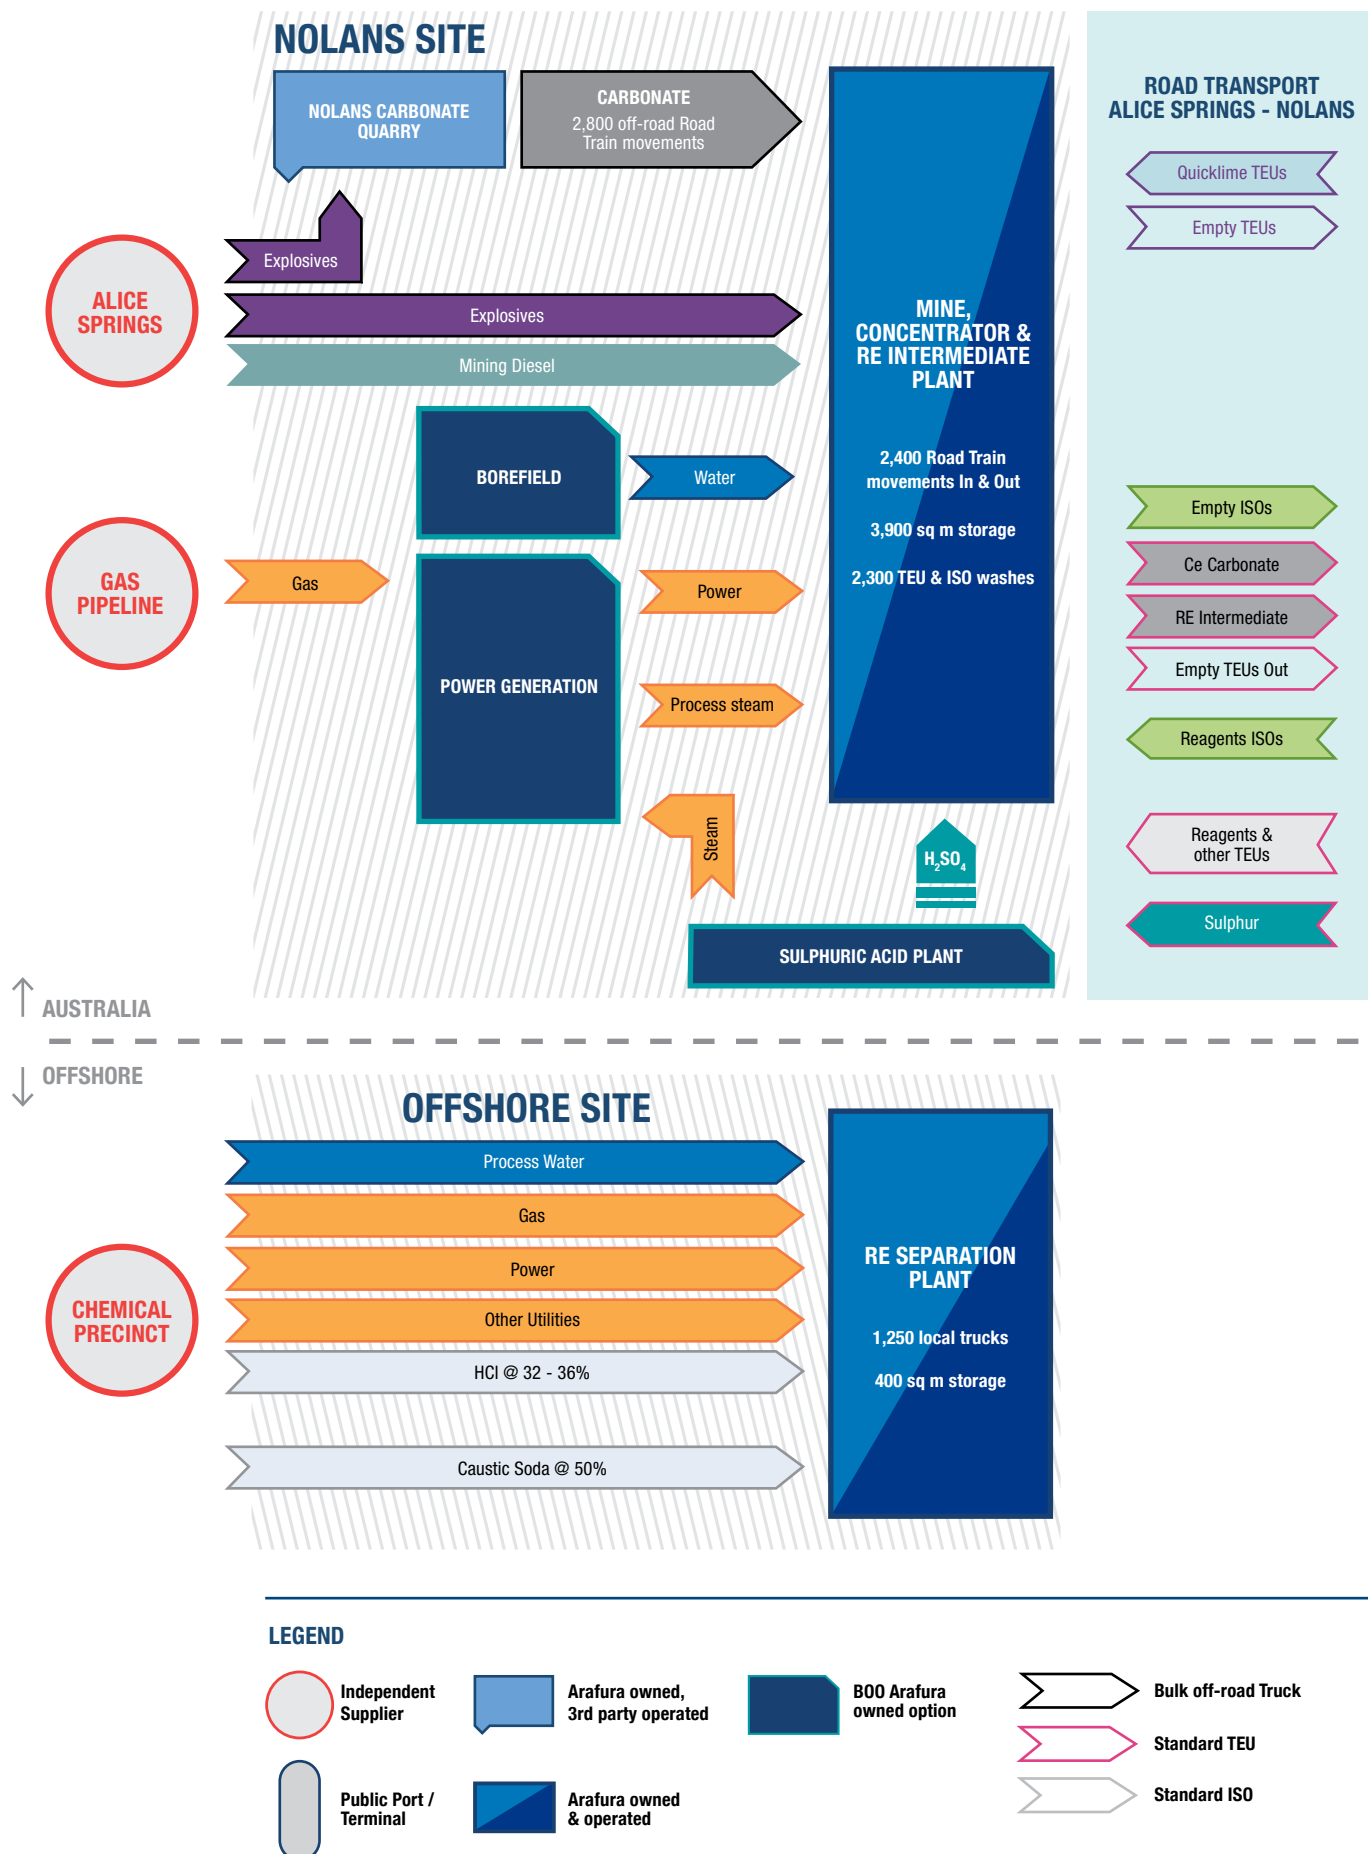 NOLANS SITE
NOLANS CARBONATE
QUARRY
CARBONATE
2,800 off-road Road
Train movements
ROAD TRANSPORT
ALICE SPRINGS - NOLANS
Quicklime TEUs
Empty TEUs
Explosives
ALICE
SPRINGS
Explosives
Mining Diesel
MINE,
CONCENTRATOR &
RE INTERMEDIATE
PLANT
2,400 Road Train
movements In & Out
3,900 sq m storage
2,300 TEU & ISO washes
BOREFIELD
Water
GAS
PIPELINE
Gas
POWER GENERATION
Power
Process steam
Steam
H2SO4
SULPHURIC ACID PLANT
Empty ISOs
Ce Carbonate
RE Intermediate
Empty TEUs Out
Reagents ISOs
Reagents &
other TEUs
Sulphur
AUSTRALIA
OFFSHORE
OFFSHORE SITE
CHEMICAL
PRECINCT
Process Water
Gas
Power
Other Utilities
HCl @ 32 - 36%
Caustic Soda @ 50%
RE SEPARATION
PLANT
1,250 local trucks
400 sq m storage
LEGEND
Independent
Supplier
Arafura owned,
3rd party operated
BOO Arafura
owned option
Bulk off-road Truck
Standard TEU
Standard ISO
Public Port /
Terminal
Arafura owned
& operated